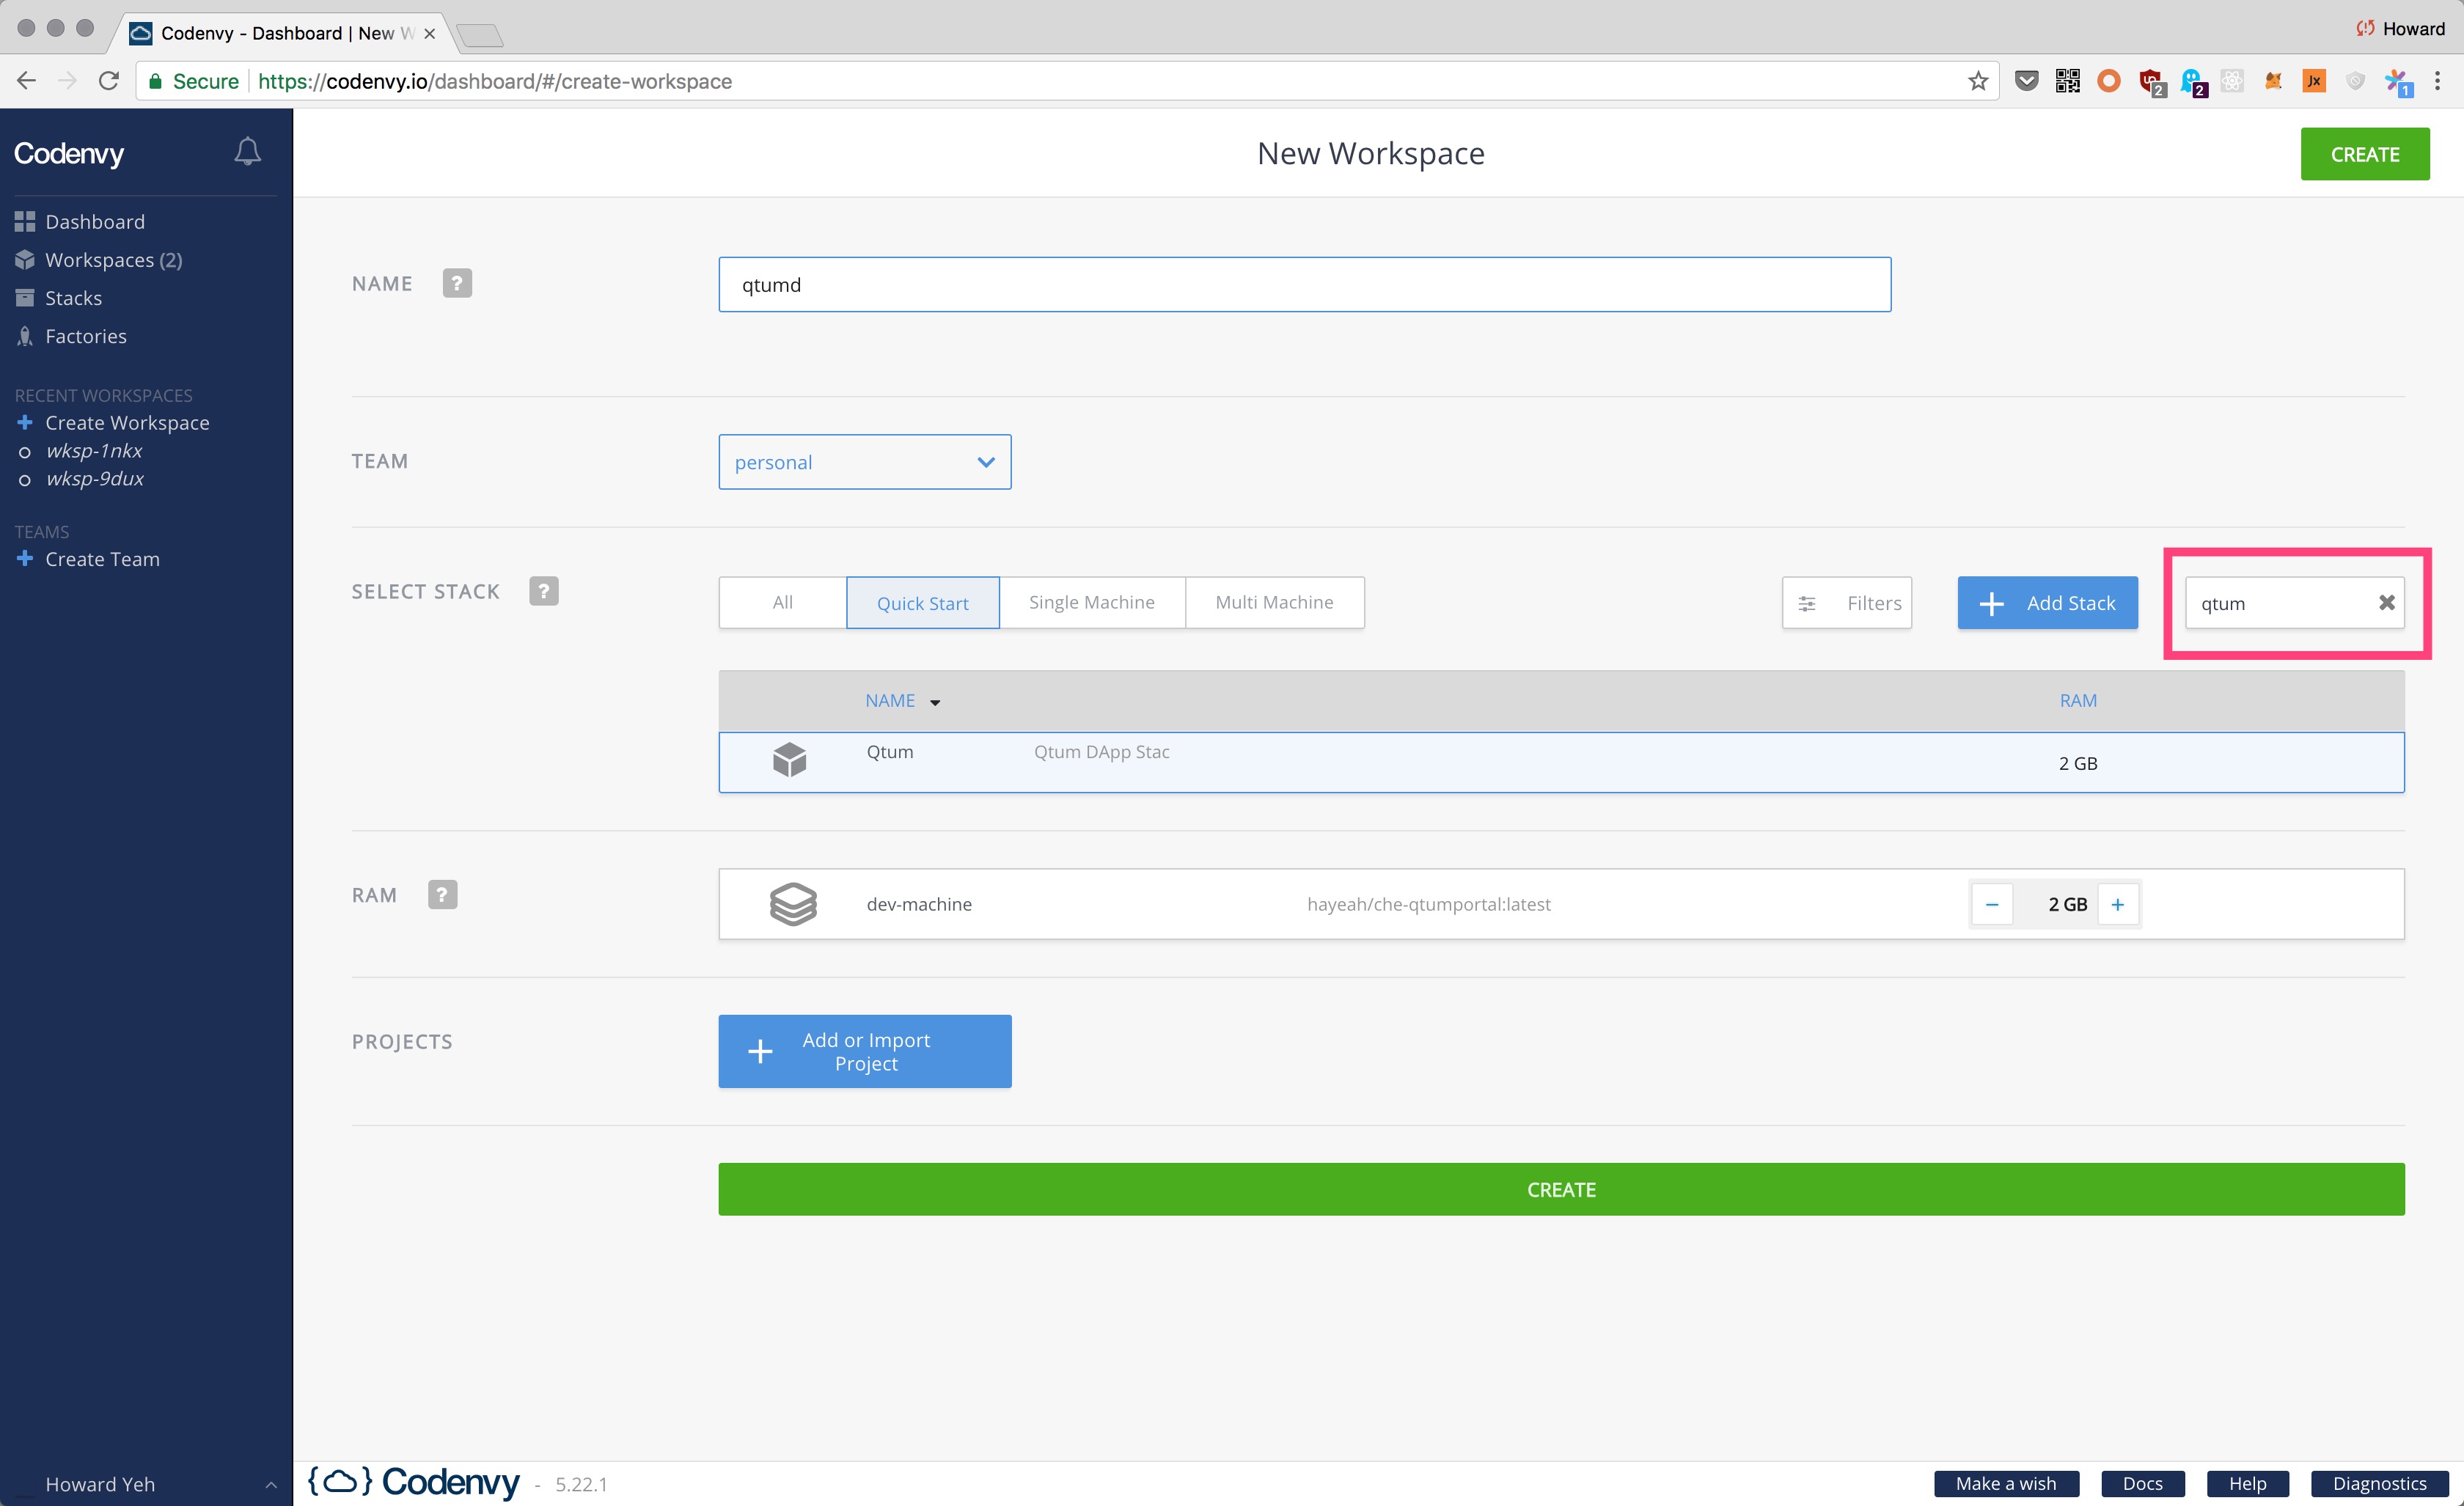 Codenvy - Dashboard | New W
Howard
Secure
https://codenvy.io/dashboard/#/create-workspace
2
2
Jx
1
Codenvy
New Workspace
CREATE
Dashboard
Workspaces (2)
Stacks
Factories
RECENT WORKSPACES
Create Workspace
wksp-1nkx
wksp-9dux
TEAMS
Create Team
NAME ?
qtumd
TEAM
personal
SELECT STACK ?
All
Quick Start
Single Machine
Multi Machine
Filters
Add Stack
qtum
NAME
RAM
Qtum
Qtum DApp Stac
2 GB
RAM ?
dev-machine
hayeah/che-qtumportal:latest
− 2 GB +
PROJECTS
Add or Import
Project
CREATE
Howard Yeh
{ } Codenvy - 5.22.1
Make a wish
Docs
Help
Diagnostics